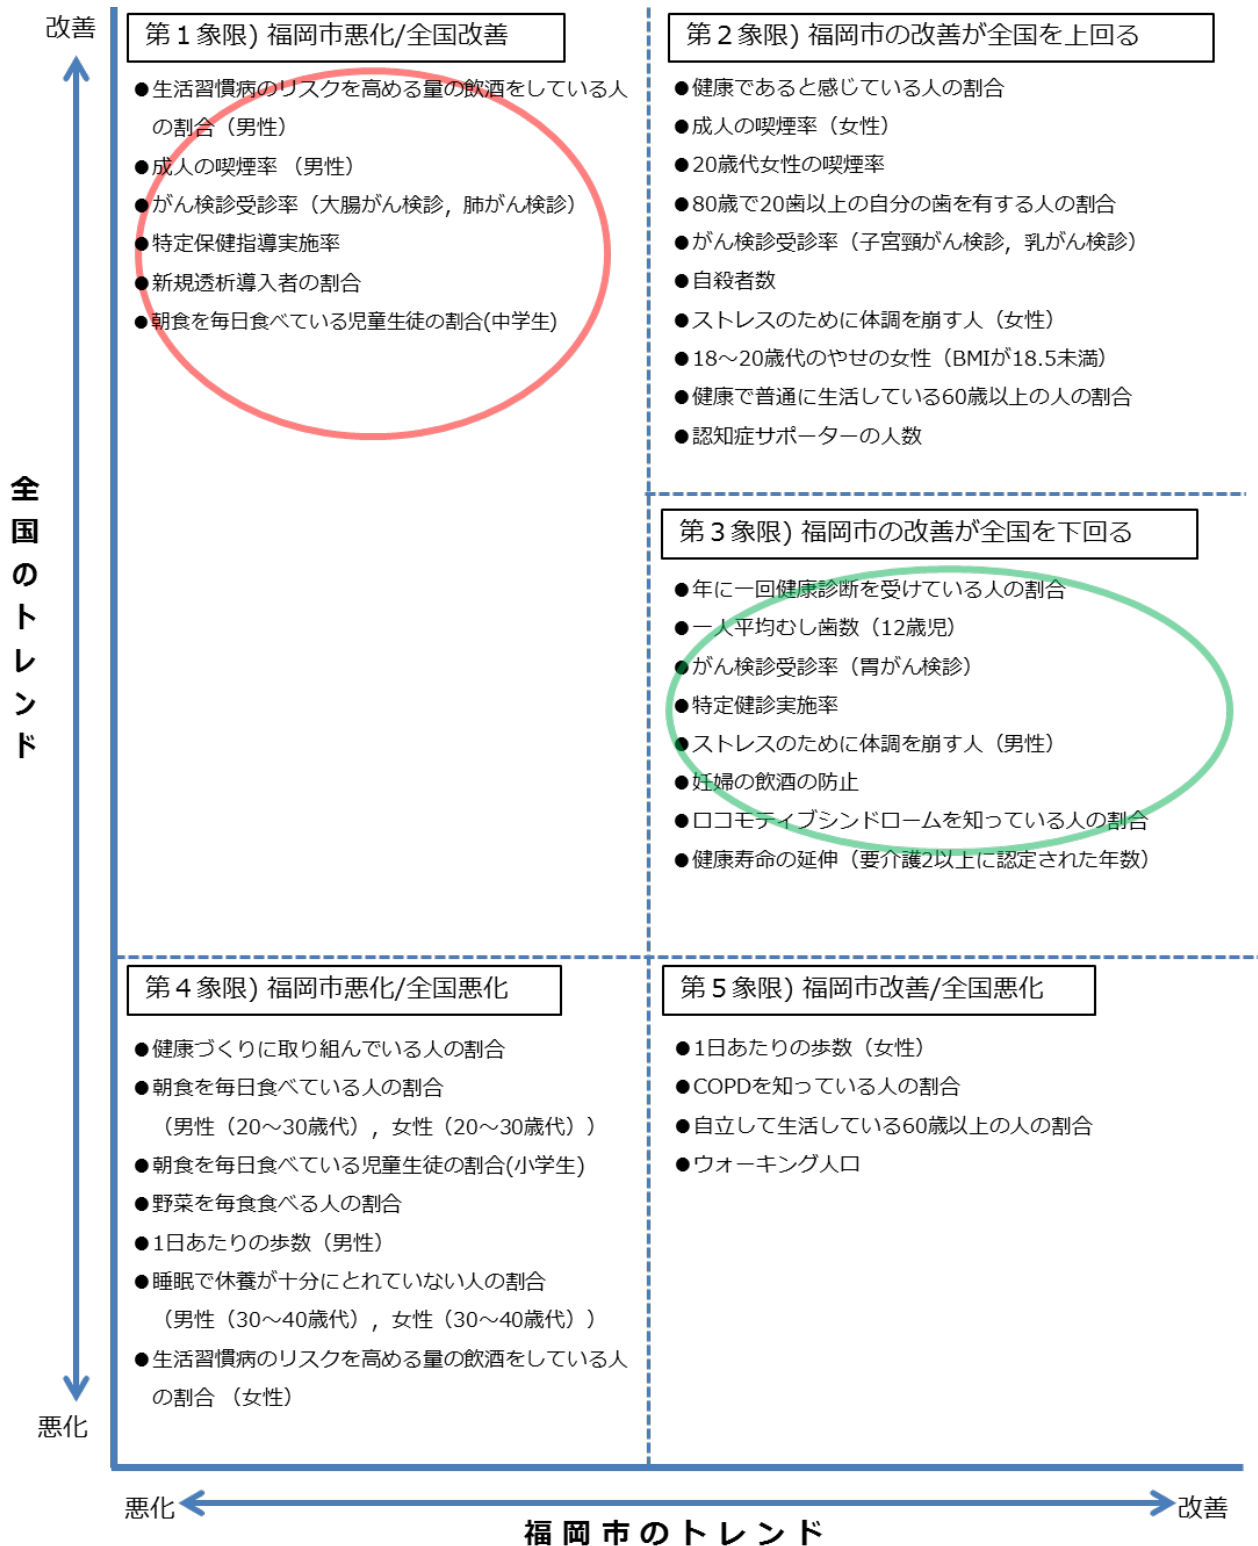 改善
第１象限) 福岡市悪化/全国改善
●生活習慣病のリスクを高める量の飲酒をしている人
の割合（男性）
●成人の喫煙率 （男性）
●がん検診受診率（大腸がん検診，肺がん検診）
●特定保健指導実施率
●新規透析導入者の割合
●朝食を毎日食べている児童生徒の割合(中学生)
第２象限) 福岡市の改善が全国を上回る
●健康であると感じている人の割合
●成人の喫煙率（女性）
●20歳代女性の喫煙率
●80歳で20歯以上の自分の歯を有する人の割合
●がん検診受診率（子宮頸がん検診，乳がん検診）
●自殺者数
●ストレスのために体調を崩す人（女性）
●18～20歳代のやせの女性（BMIが18.5未満）
●健康で普通に生活している60歳以上の人の割合
●認知症サポーターの人数
全国のトレンド
第３象限) 福岡市の改善が全国を下回る
●年に一回健康診断を受けている人の割合
●一人平均むし歯数（12歳児）
●がん検診受診率（胃がん検診）
●特定健診実施率
●ストレスのために体調を崩す人（男性）
●妊婦の飲酒の防止
●ロコモティブシンドロームを知っている人の割合
●健康寿命の延伸（要介護2以上に認定された年数）
第４象限) 福岡市悪化/全国悪化
●健康づくりに取り組んでいる人の割合
●朝食を毎日食べている人の割合
（男性（20～30歳代），女性（20～30歳代））
●朝食を毎日食べている児童生徒の割合(小学生)
●野菜を毎食食べる人の割合
●1日あたりの歩数（男性）
●睡眠で休養が十分にとれていない人の割合
（男性（30～40歳代），女性（30～40歳代））
●生活習慣病のリスクを高める量の飲酒をしている人
の割合 （女性）
第５象限) 福岡市改善/全国悪化
●1日あたりの歩数（女性）
●COPDを知っている人の割合
●自立して生活している60歳以上の人の割合
●ウォーキング人口
悪化
悪化
改善
福岡市のトレンド